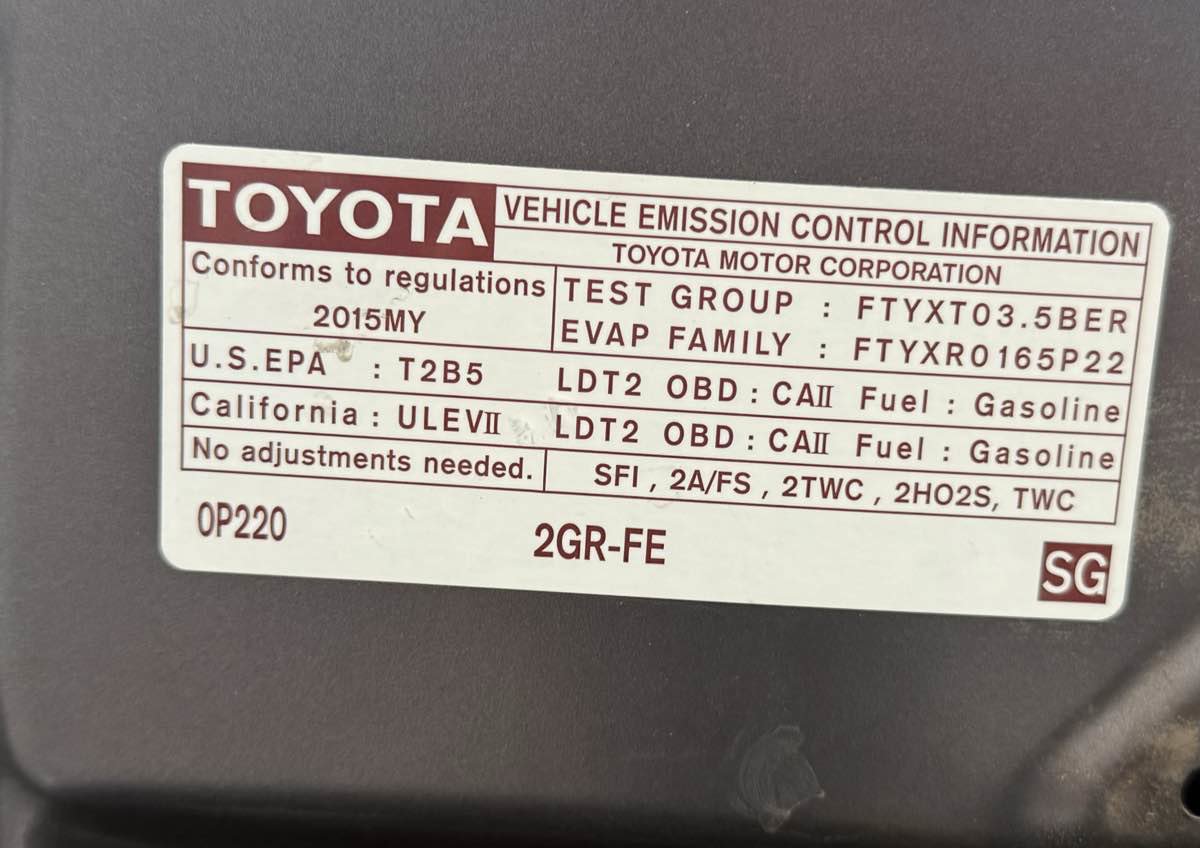 TOYOTA
VEHICLE EMISSION CONTROL INFORMATION
TOYOTA MOTOR CORPORATION
Conforms to regulations
2015MY
TEST GROUP : FTYXT03.5BER
EVAP FAMILY : FTYXR0165P22
U.S.EPA : T2B5 LDT2 OBD : CAⅡ Fuel : Gasoline
California : ULEVⅡ LDT2 OBD : CAⅡ Fuel : Gasoline
No adjustments needed. SFI , 2A/FS , 2TWC , 2HO2S, TWC
0P220 2GR-FE SG